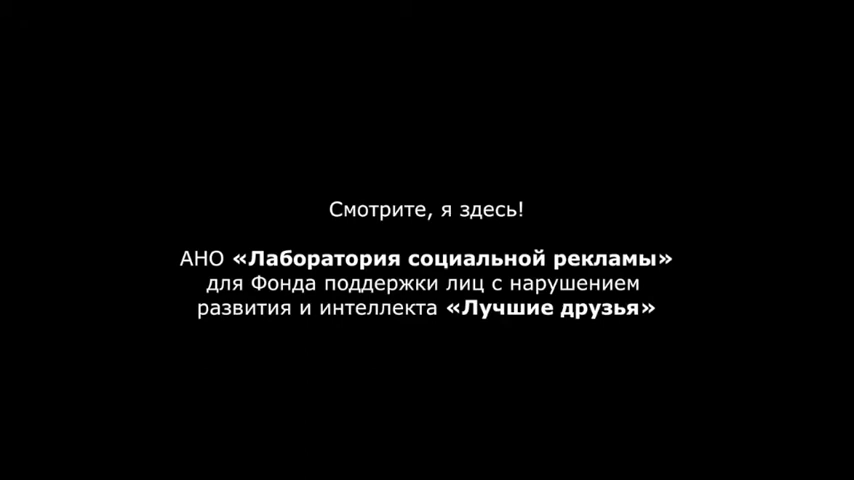 Смотрите, я здесь!
АНО «Лаборатория социальной рекламы»
для Фонда поддержки лиц с нарушением
развития и интеллекта «Лучшие друзья»